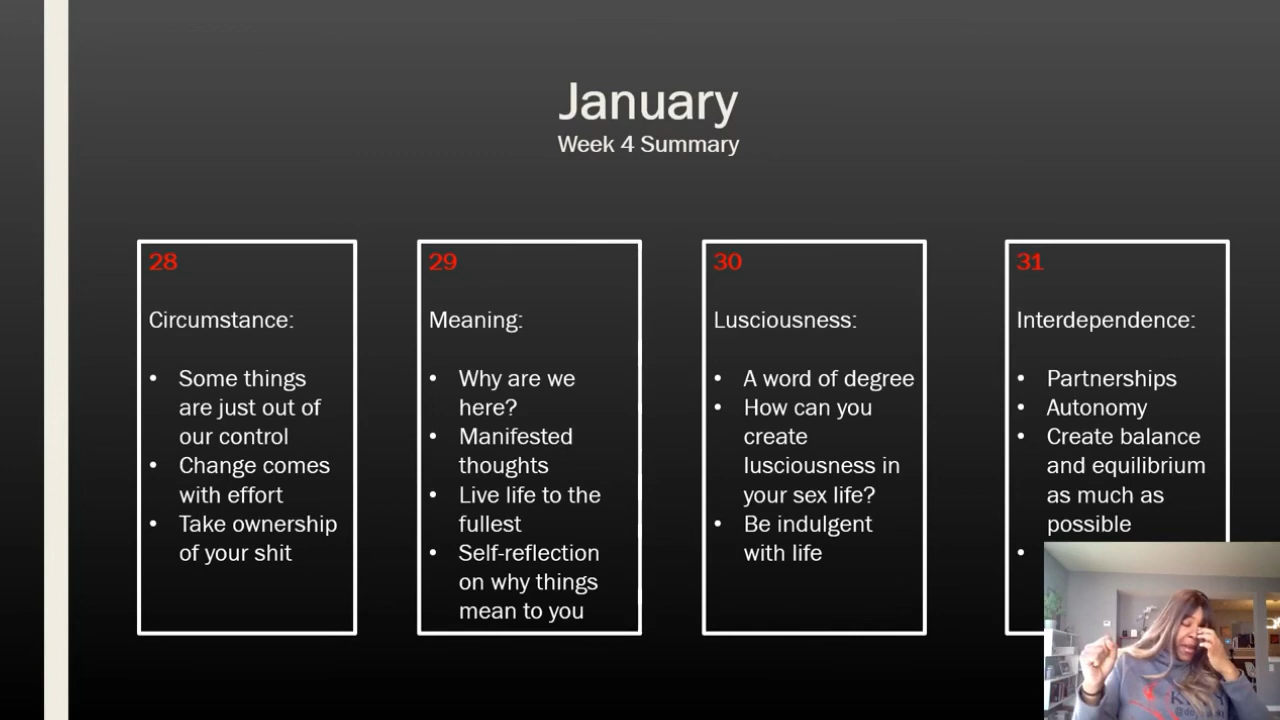 January
Week 4 Summary
28
Circumstance:
• Some things
are just out of
our control
• Change comes
with effort
• Take ownership
of your shit
29
Meaning:
• Why are we
here?
• Manifested
thoughts
• Live life to the
fullest
• Self-reflection
on why things
mean to you
30
Lusciousness:
• A word of degree
• How can you
create
lusciousness in
your sex life?
• Be indulgent
with life
31
Interdependence:
• Partnerships
• Autonomy
• Create balance
and equilibrium
as much as
possible
•